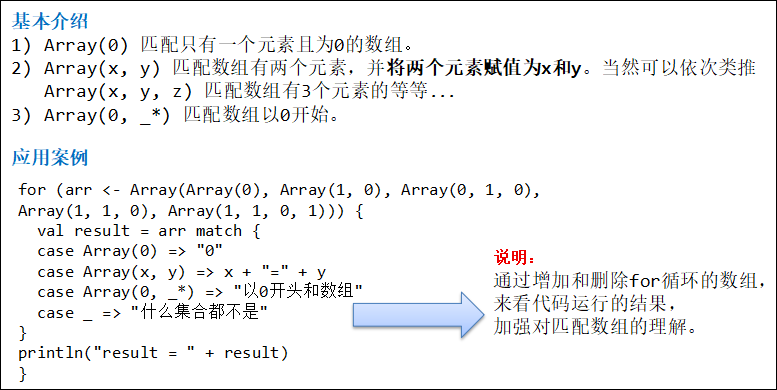 基本介绍
1) Array(0) 匹配只有一个元素且为0的数组。
2) Array(x, y) 匹配数组有两个元素，并将两个元素赋值为x和y。当然可以依次类推
Array(x, y, z) 匹配数组有3个元素的等等...
3) Array(0, _*) 匹配数组以0开始。
应用案例
for (arr <- Array(Array(0), Array(1, 0), Array(0, 1, 0),
Array(1, 1, 0), Array(1, 1, 0, 1))) {
val result = arr match {
case Array(0) => "0"
case Array(x, y) => x + "=" + y
case Array(0, _*) => "以0开头和数组"
case _ => "什么集合都不是"
}
println("result = " + result)
}
说明：
通过增加和删除for循环的数组，
来看代码运行的结果，
加强对匹配数组的理解。